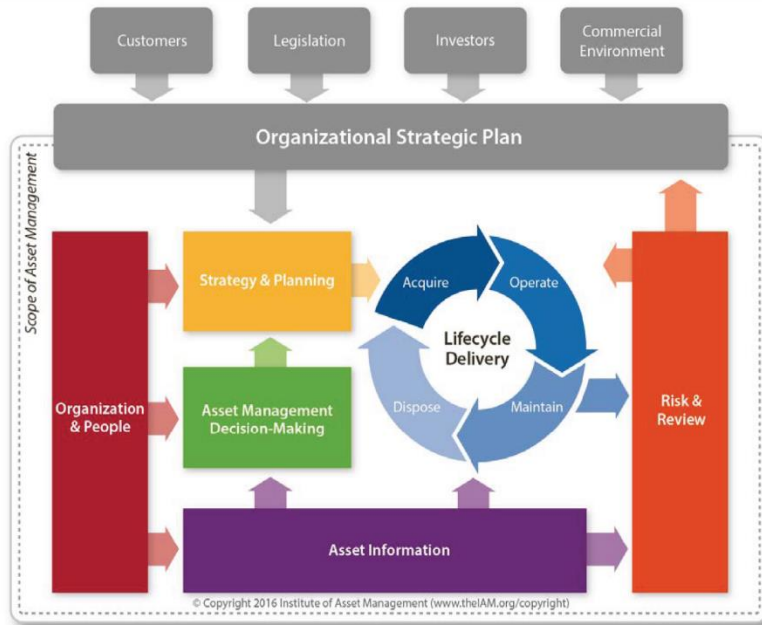 Customers
Legislation
Investors
Commercial
Environment
Organizational Strategic Plan
Scope of Asset Management
Strategy & Planning
Acquire
Operate
Lifecycle
Delivery
Organization
& People
Asset Management
Decision-Making
Dispose
Maintain
Risk &
Review
Asset Information
© Copyright 2016 Institute of Asset Management (www.theIAM.org/copyright)